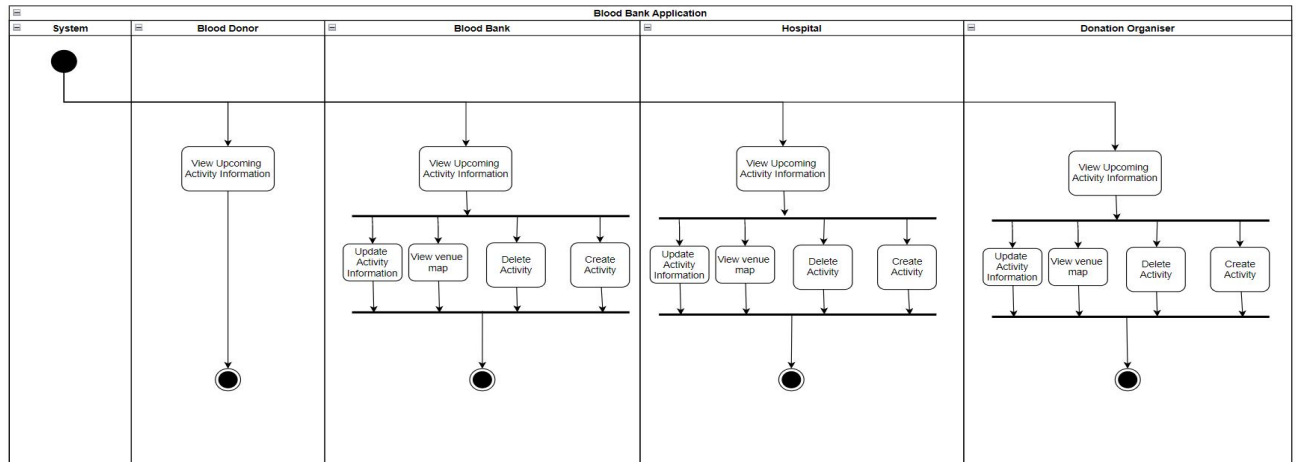 Blood Bank Application
System
Blood Donor
Blood Bank
Hospital
Donation Organiser
View Upcoming
Activity Information
View Upcoming
Activity Information
View Upcoming
Activity Information
View Upcoming
Activity Information
Update
Activity
Information
View venue
map
Delete
Activity
Create
Activity
Update
Activity
Information
View venue
map
Delete
Activity
Create
Activity
Update
Activity
Information
View venue
map
Delete
Activity
Create
Activity